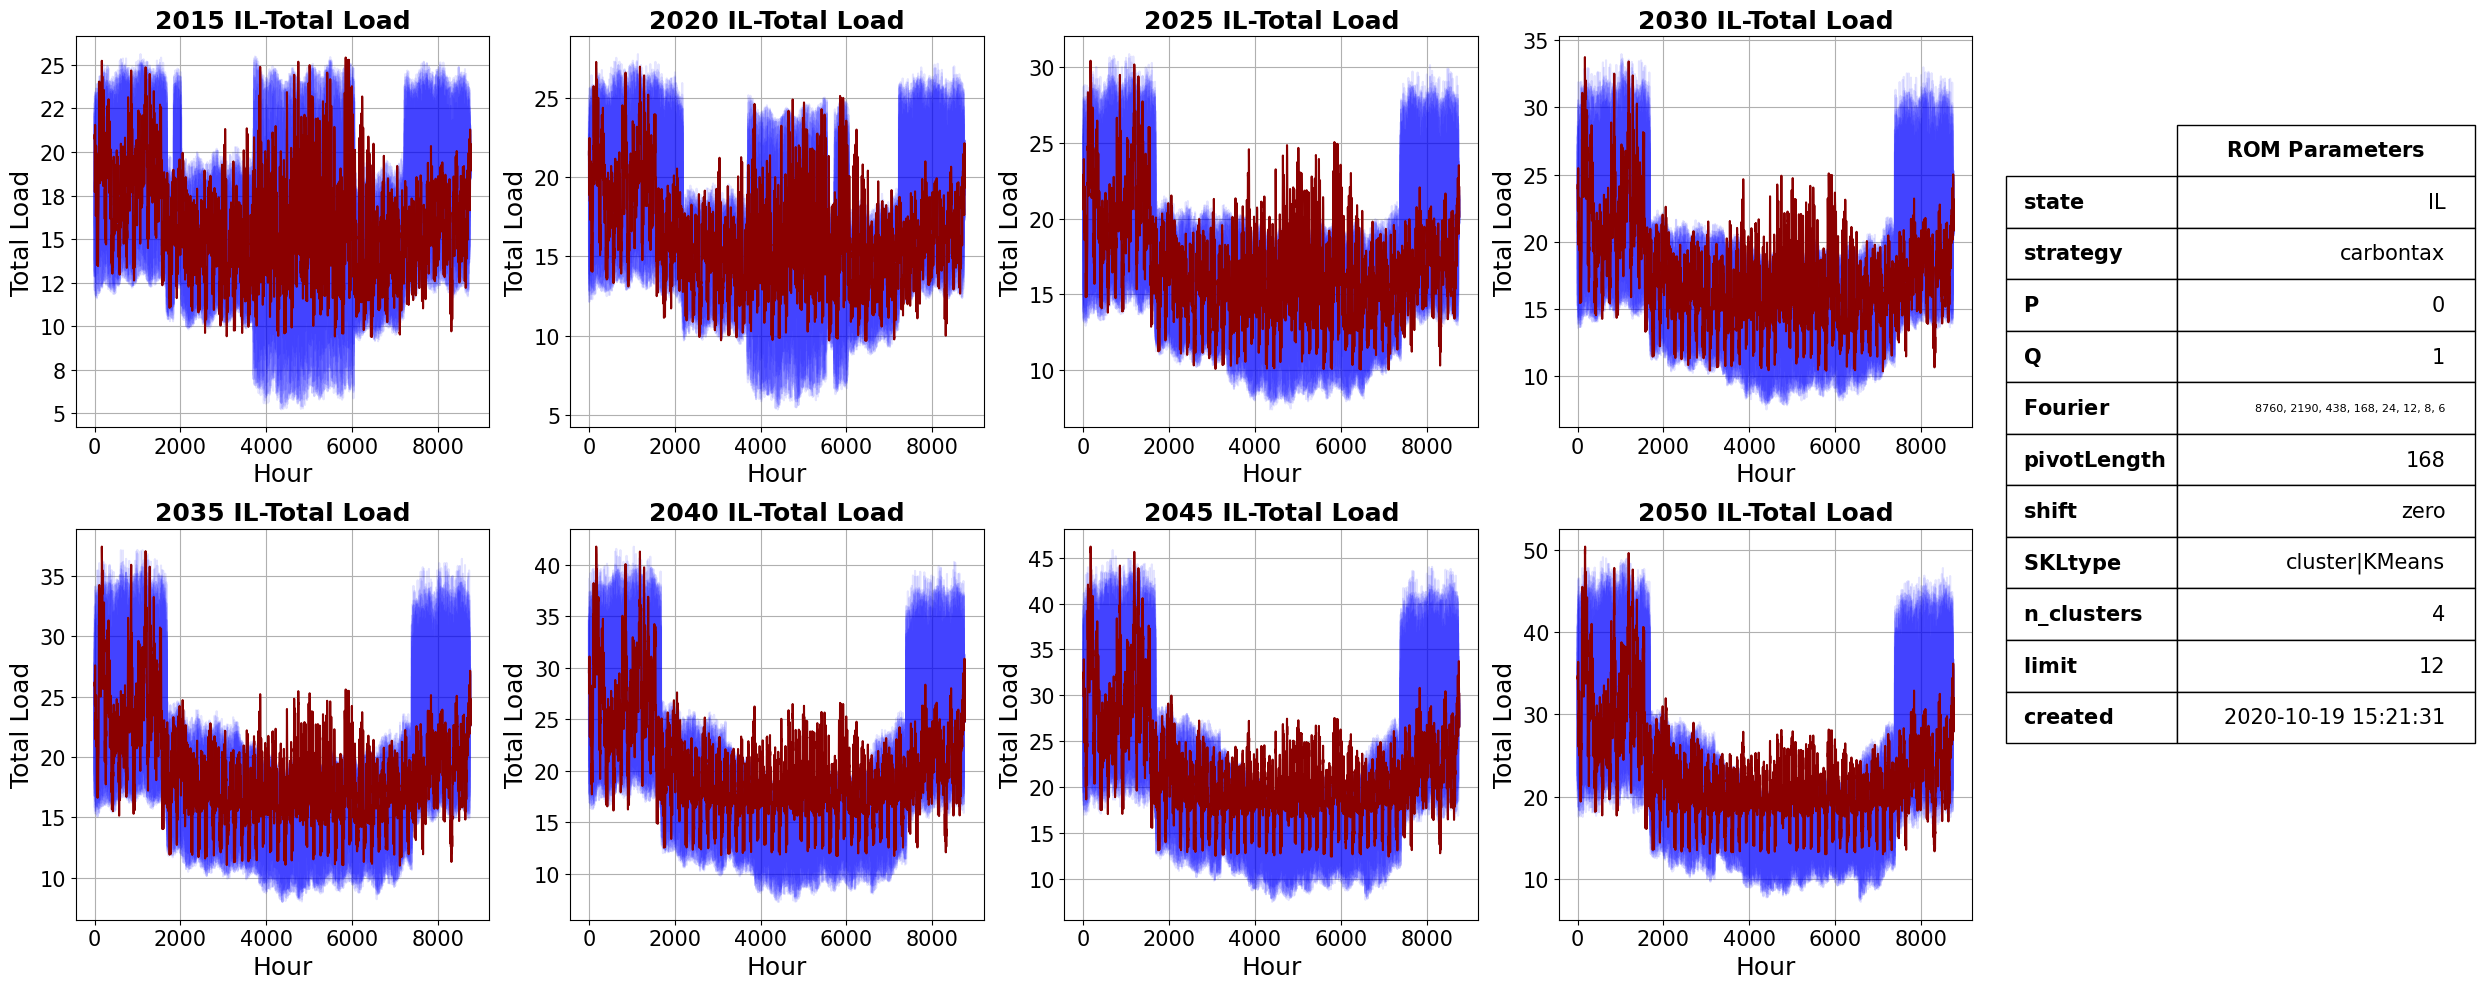 2015 IL-Total Load
Total Load
25
22
20
18
15
12
10
8
5
0 2000 4000 6000 8000
Hour
2020 IL-Total Load
Total Load
25
20
15
10
5
0 2000 4000 6000 8000
Hour
2025 IL-Total Load
Total Load
30
25
20
15
10
0 2000 4000 6000 8000
Hour
2030 IL-Total Load
Total Load
35
30
25
20
15
10
0 2000 4000 6000 8000
Hour
2035 IL-Total Load
Total Load
35
30
25
20
15
10
0 2000 4000 6000 8000
Hour
2040 IL-Total Load
Total Load
40
35
30
25
20
15
10
0 2000 4000 6000 8000
Hour
2045 IL-Total Load
Total Load
45
40
35
30
25
20
15
10
0 2000 4000 6000 8000
Hour
2050 IL-Total Load
Total Load
50
40
30
20
10
0 2000 4000 6000 8000
Hour
ROM Parameters
state IL
strategy carbontax
P 0
Q 1
Fourier 8760, 2190, 438, 168, 24, 12, 8, 6
pivotLength 168
shift zero
SKLtype cluster|KMeans
n_clusters 4
limit 12
created 2020-10-19 15:21:31